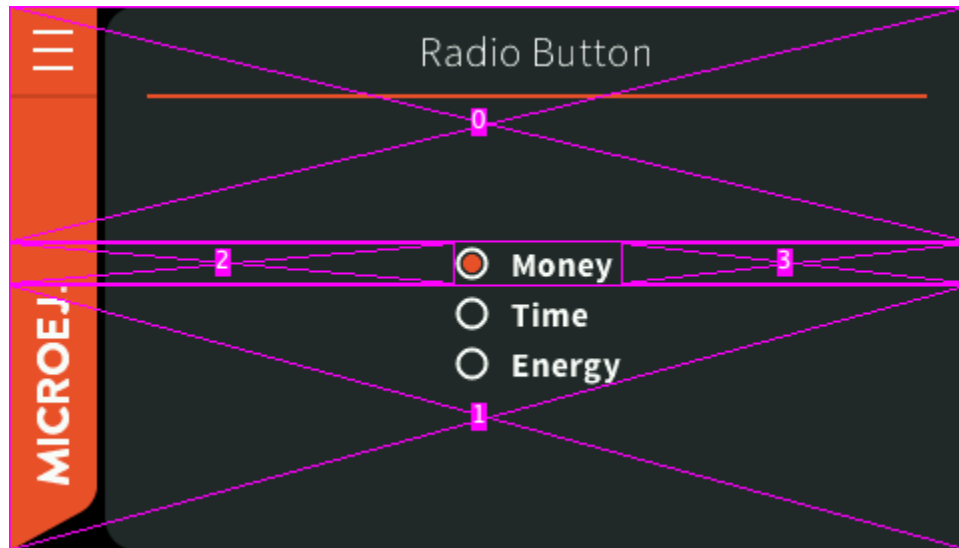 Radio Button
0
2
Money
3
Time
Energy
1
MICROEJ.